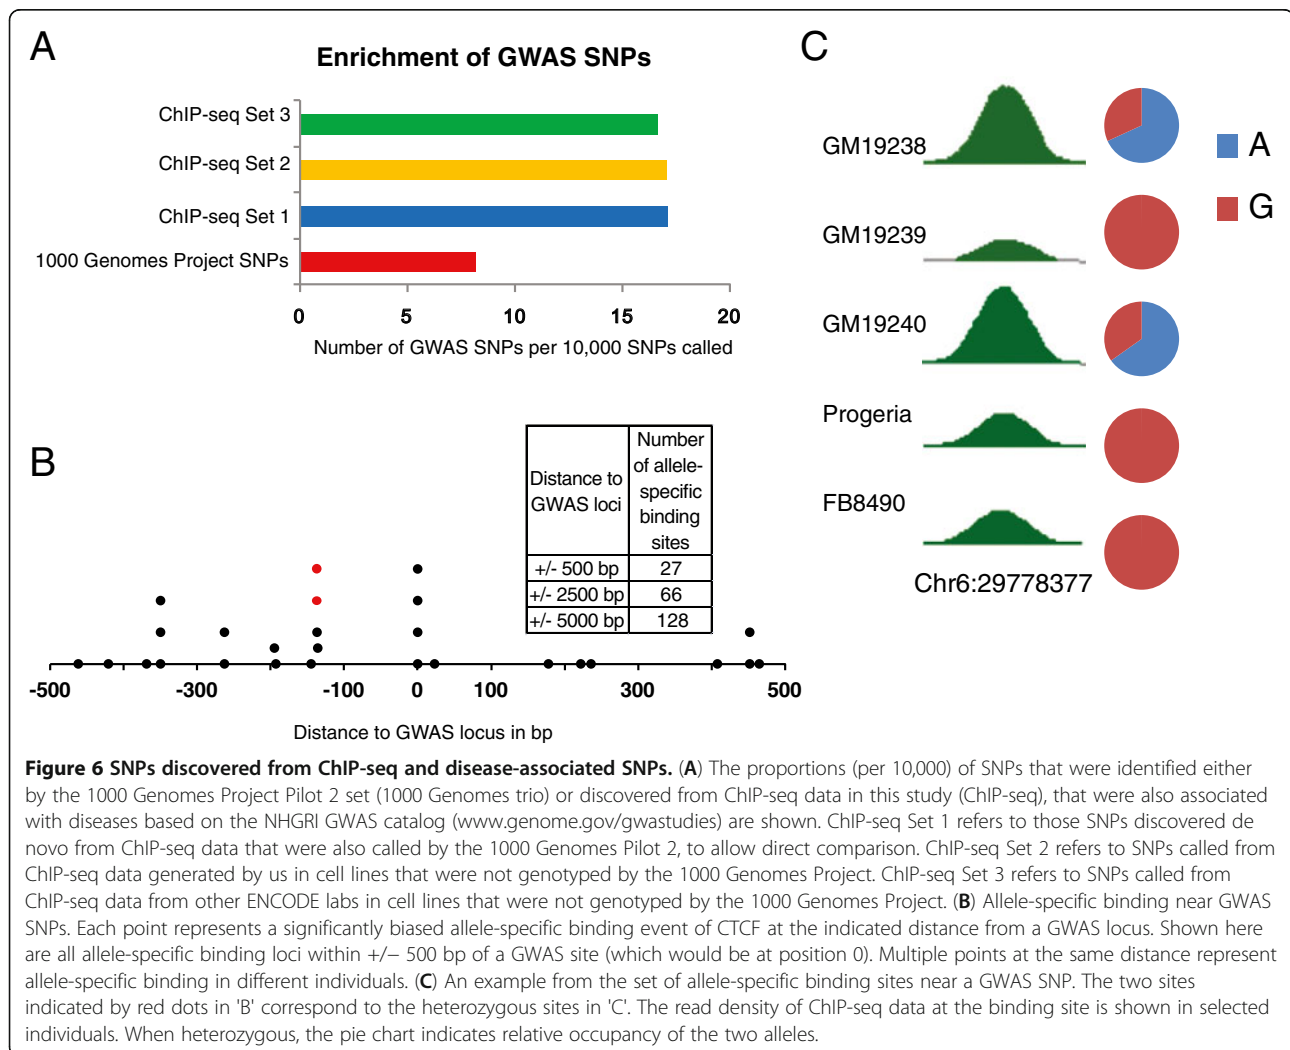 A
Enrichment of GWAS SNPs
ChIP-seq Set 3
ChIP-seq Set 2
ChIP-seq Set 1
1000 Genomes Project SNPs
0 5 10 15 20
Number of GWAS SNPs per 10,000 SNPs called
B
Distance to
GWAS loci
Number
of allele-
specific
binding
sites
+/- 500 bp 27
+/- 2500 bp 66
+/- 5000 bp 128
-500 -300 -100 0 100 300 500
Distance to GWAS locus in bp
C
GM19238
A
G
GM19239
GM19240
Progeria
FB8490
Chr6:29778377
Figure 6 SNPs discovered from ChIP-seq and disease-associated SNPs. (A) The proportions (per 10,000) of SNPs that were identified either
by the 1000 Genomes Project Pilot 2 set (1000 Genomes trio) or discovered from ChIP-seq data in this study (ChIP-seq), that were also associated
with diseases based on the NHGRI GWAS catalog (www.genome.gov/gwastudies) are shown. ChIP-seq Set 1 refers to those SNPs discovered de
novo from ChIP-seq data that were also called by the 1000 Genomes Pilot 2, to allow direct comparison. ChIP-seq Set 2 refers to SNPs called from
ChIP-seq data generated by us in cell lines that were not genotyped by the 1000 Genomes Project. ChIP-seq Set 3 refers to SNPs called from
ChIP-seq data from other ENCODE labs in cell lines that were not genotyped by the 1000 Genomes Project. (B) Allele-specific binding near GWAS
SNPs. Each point represents a significantly biased allele-specific binding event of CTCF at the indicated distance from a GWAS locus. Shown here
are all allele-specific binding loci within +/− 500 bp of a GWAS site (which would be at position 0). Multiple points at the same distance represent
allele-specific binding in different individuals. (C) An example from the set of allele-specific binding sites near a GWAS SNP. The two sites
indicated by red dots in 'B' correspond to the heterozygous sites in 'C'. The read density of ChIP-seq data at the binding site is shown in selected
individuals. When heterozygous, the pie chart indicates relative occupancy of the two alleles.